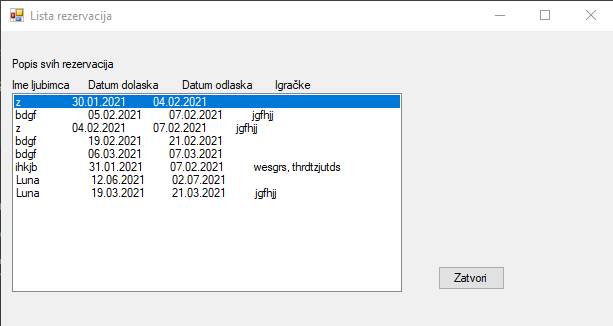 Lista rezervacija
Popis svih rezervacija
Ime ljubimca Datum dolaska Datum odlaska Igračke
z 30.01.2021 04.02.2021
bdgf 05.02.2021 07.02.2021 jgfhjj
z 04.02.2021 07.02.2021 jgfhjj
bdgf 19.02.2021 21.02.2021
bdgf 06.03.2021 07.03.2021
ihkjb 31.01.2021 07.02.2021 wesgrs, thrdtzjutds
Luna 12.06.2021 02.07.2021
Luna 19.03.2021 21.03.2021 jgfhjj
Zatvori